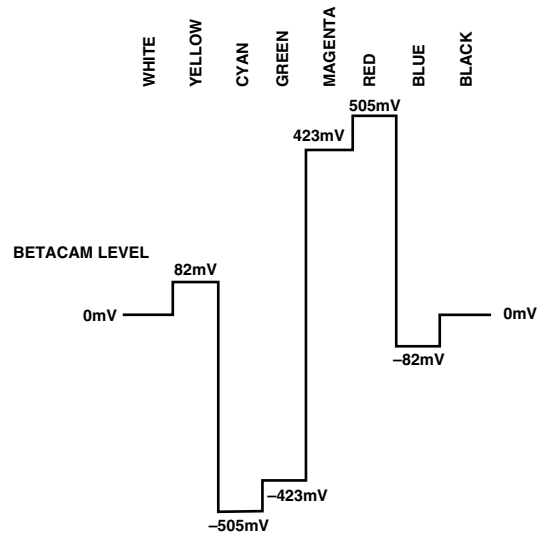 WHITE
YELLOW
CYAN
GREEN
MAGENTA
RED
BLUE
BLACK
505mV
423mV
BETACAM LEVEL
82mV
0mV
0mV
–82mV
–423mV
–505mV